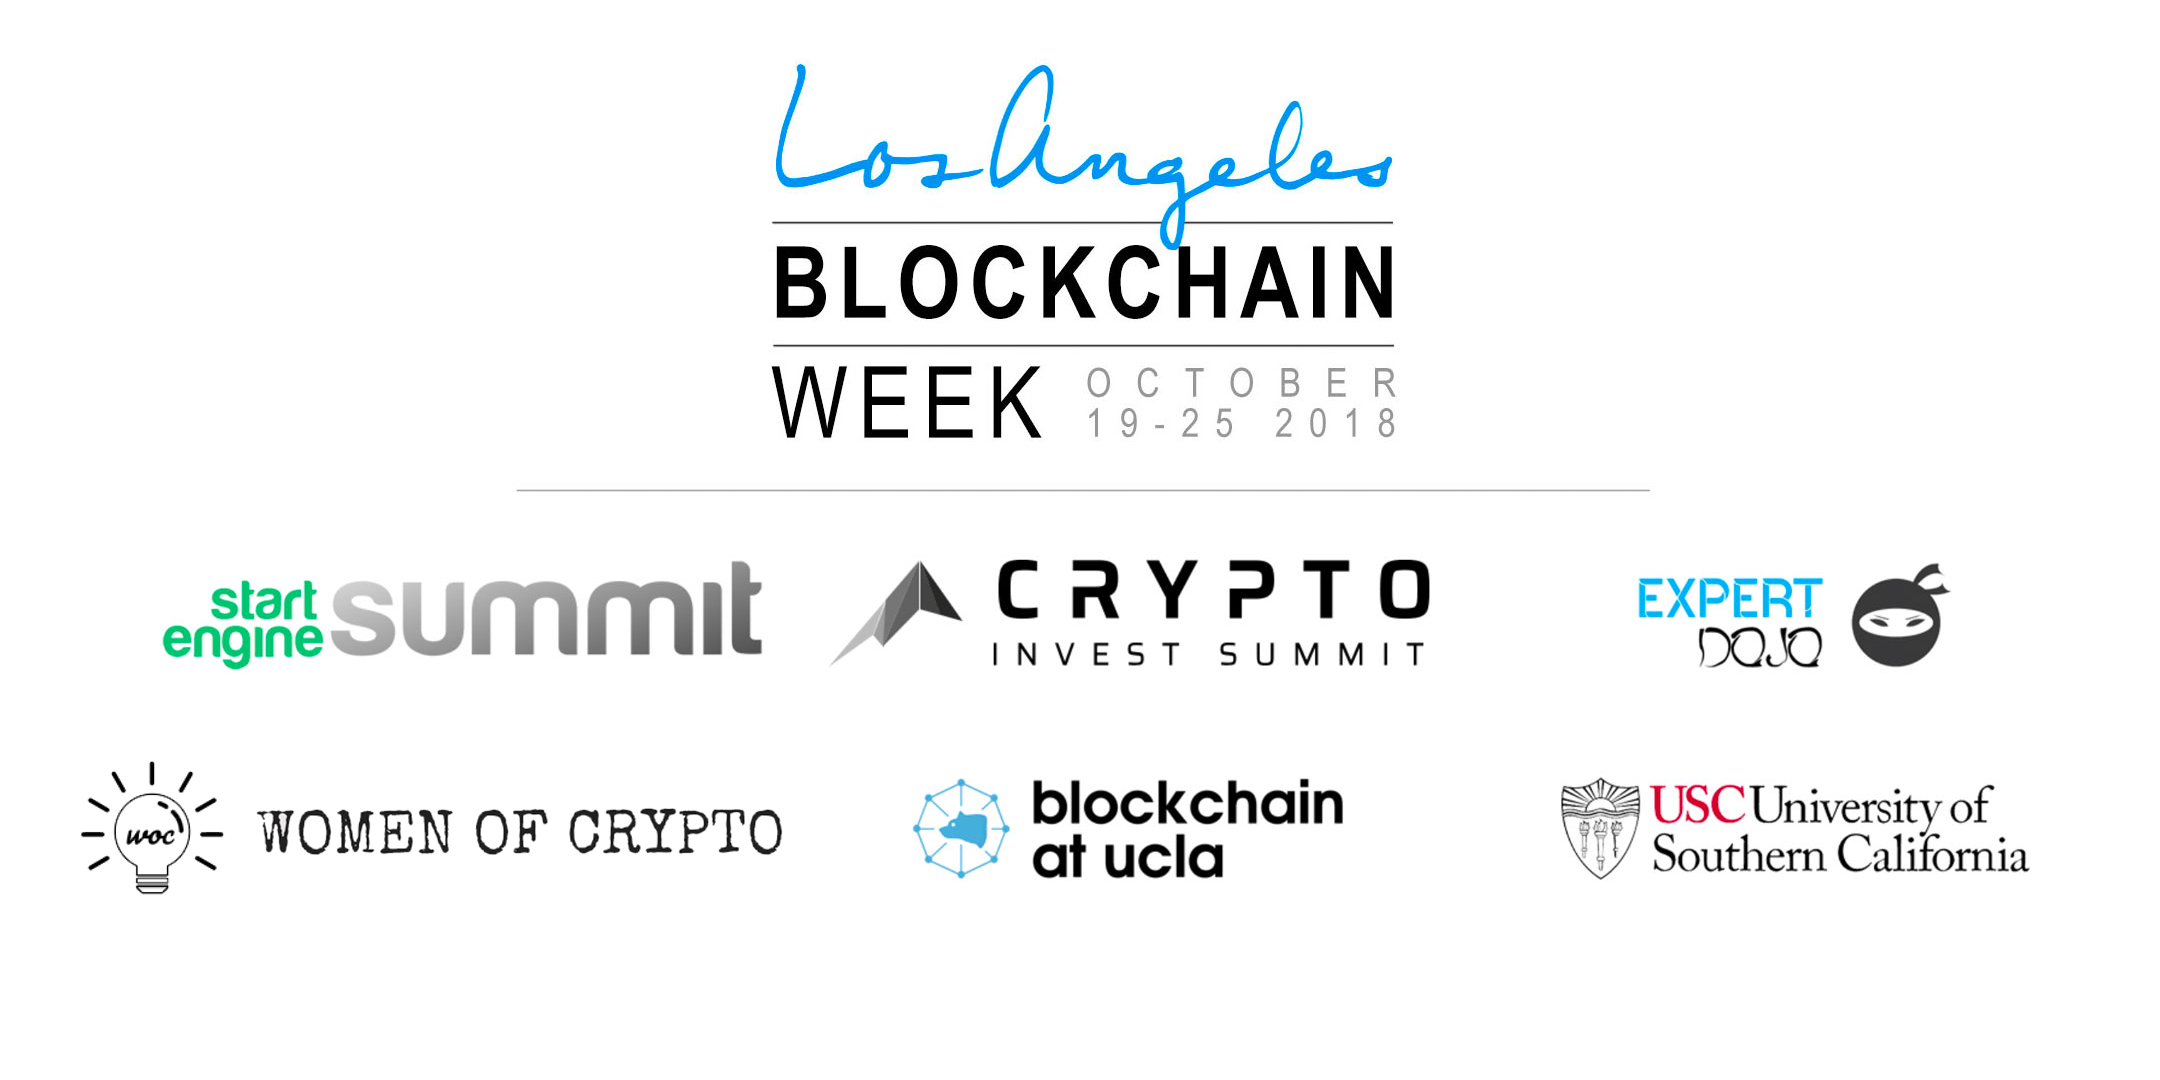 Los Angeles
BLOCKCHAIN
WEEK
OCTOBER
19-25 2018
start
engine
summit
CRYPTO
INVEST SUMMIT
EXPERT
DOJO
woc
WOMEN OF CRYPTO
blockchain
at ucla
USC University of
Southern California